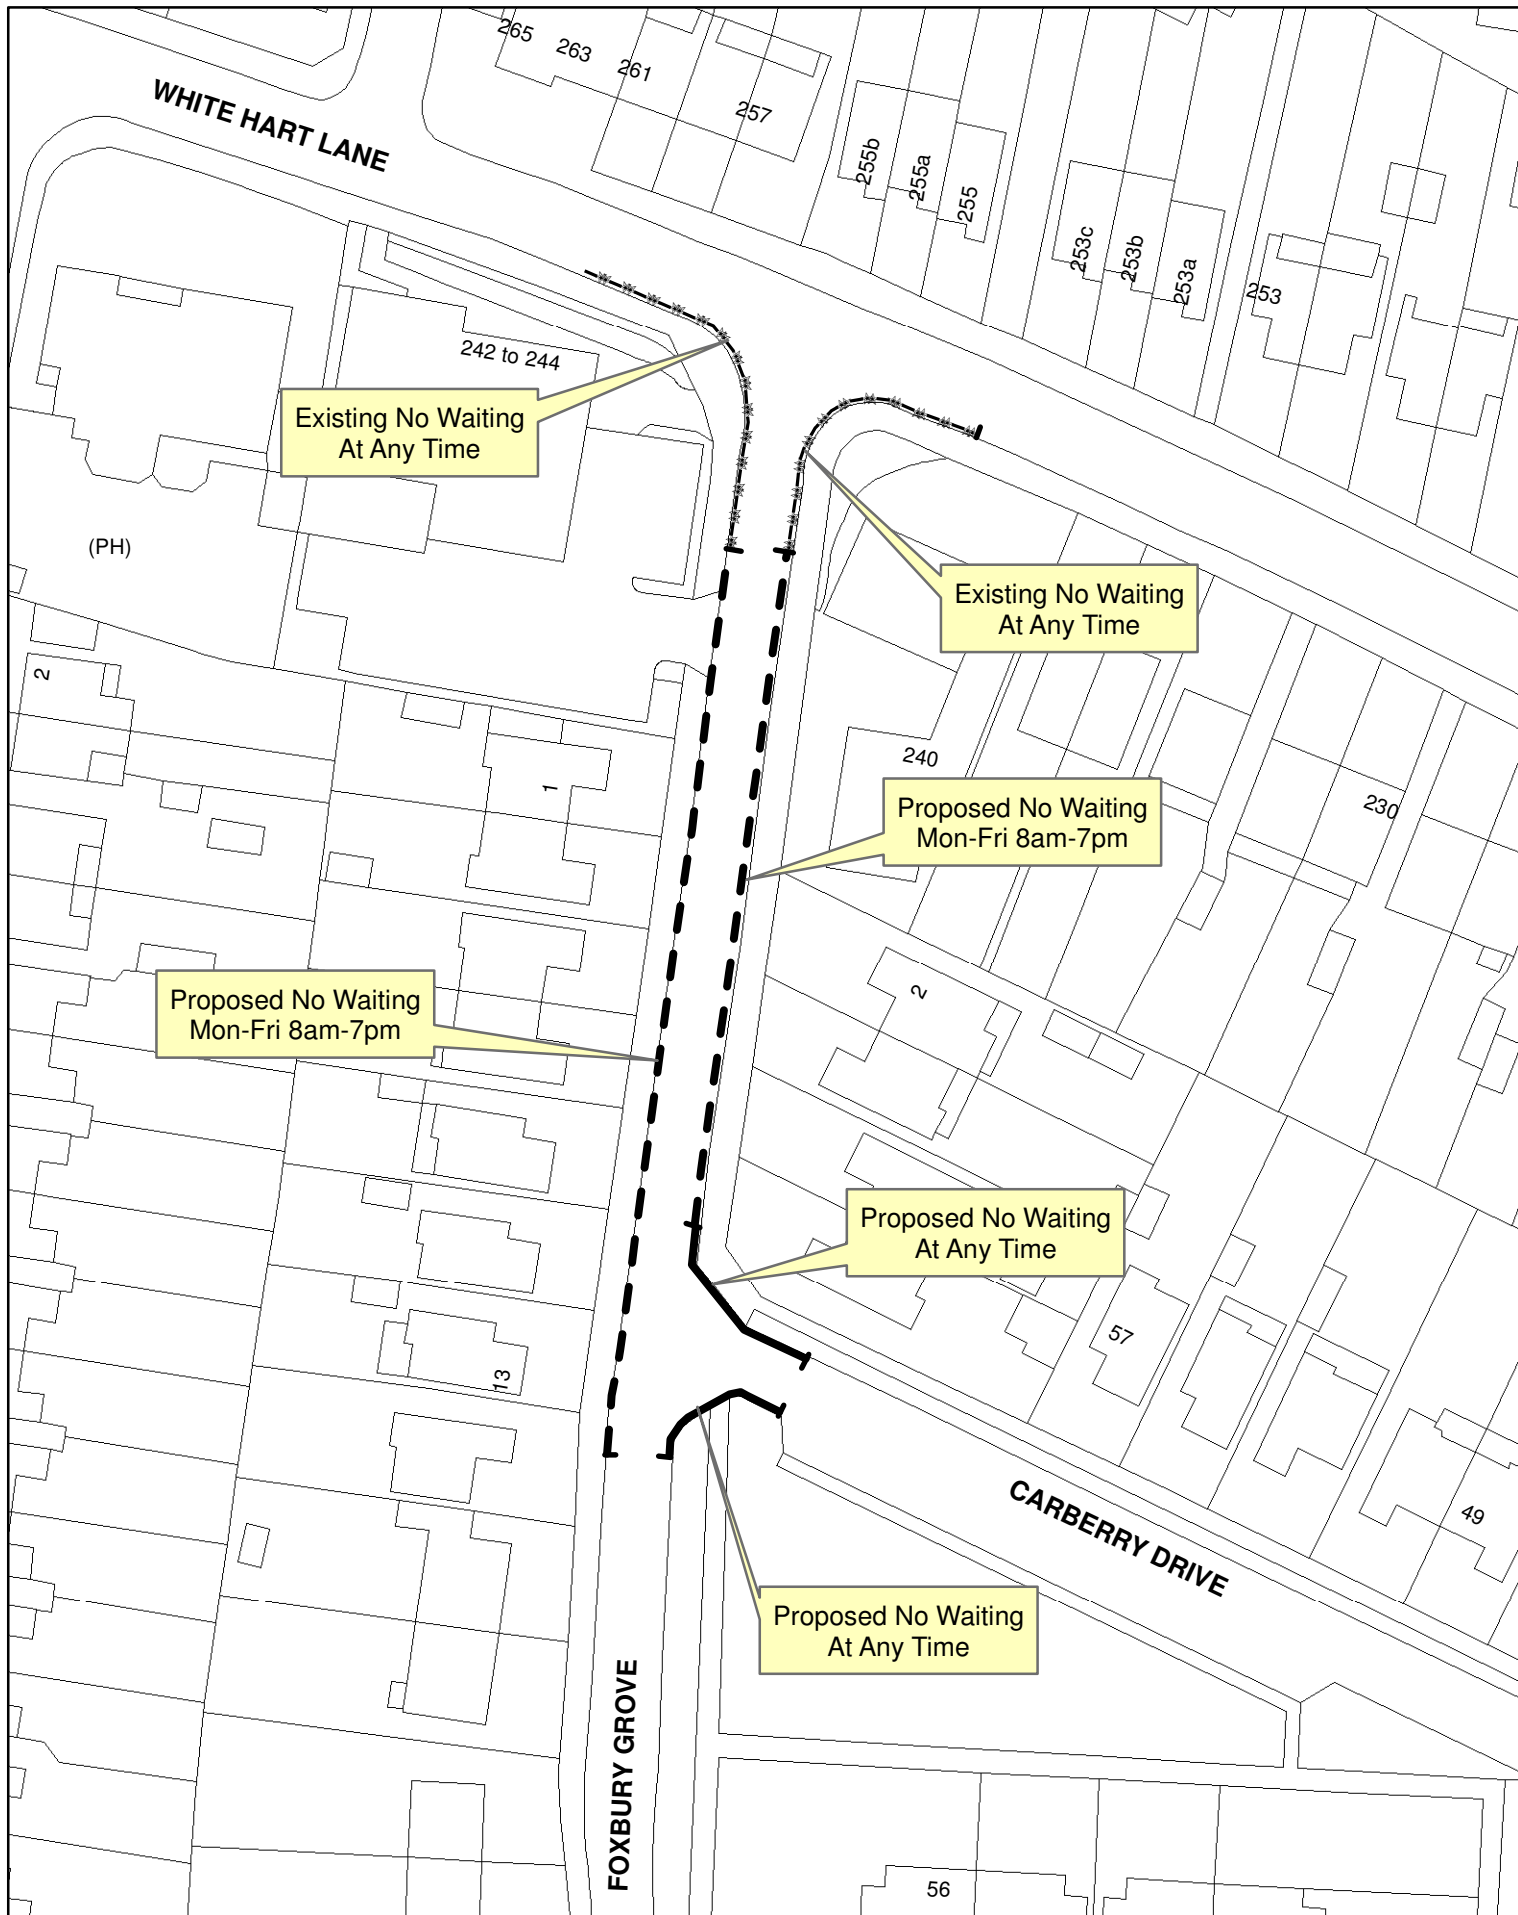 265
263
261
257
WHITE HART LANE
255b
255a
255
253c
253b
253a
253
242 to 244
Existing No Waiting
At Any Time
(PH)
Existing No Waiting
At Any Time
2
1
240
230
Proposed No Waiting
Mon-Fri 8am-7pm
Proposed No Waiting
Mon-Fri 8am-7pm
2
Proposed No Waiting
At Any Time
57
13
CARBERRY DRIVE
49
Proposed No Waiting
At Any Time
FOXBURY GROVE
56